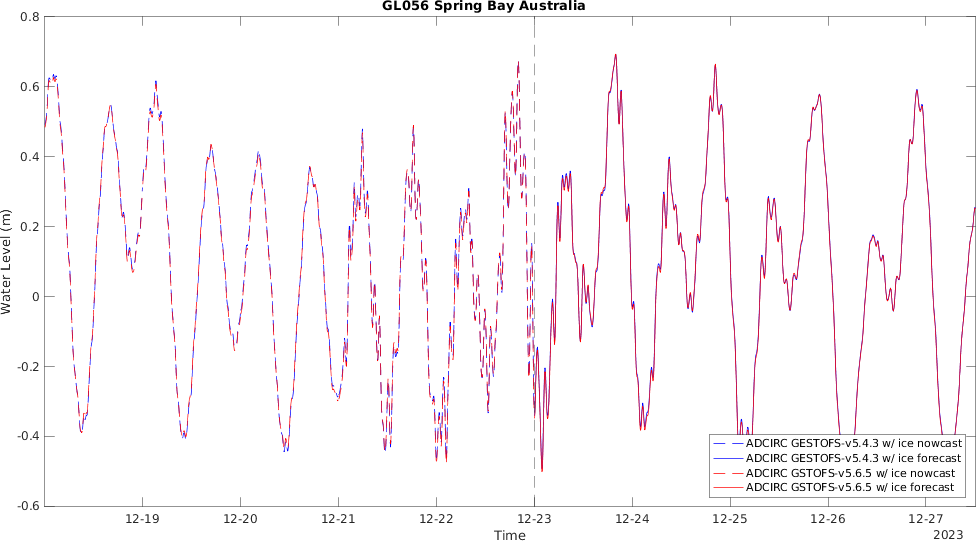 GL056 Spring Bay Australia
0.8
0.6
0.4
0.2
0
-0.2
-0.4
-0.6
Water Level (m)
12-19
12-20
12-21
12-22
12-23
12-24
12-25
12-26
12-27
Time
2023
ADCIRC GESTOFS-v5.4.3 w/ ice nowcast
ADCIRC GESTOFS-v5.4.3 w/ ice forecast
ADCIRC GSTOFS-v5.6.5 w/ ice nowcast
ADCIRC GSTOFS-v5.6.5 w/ ice forecast